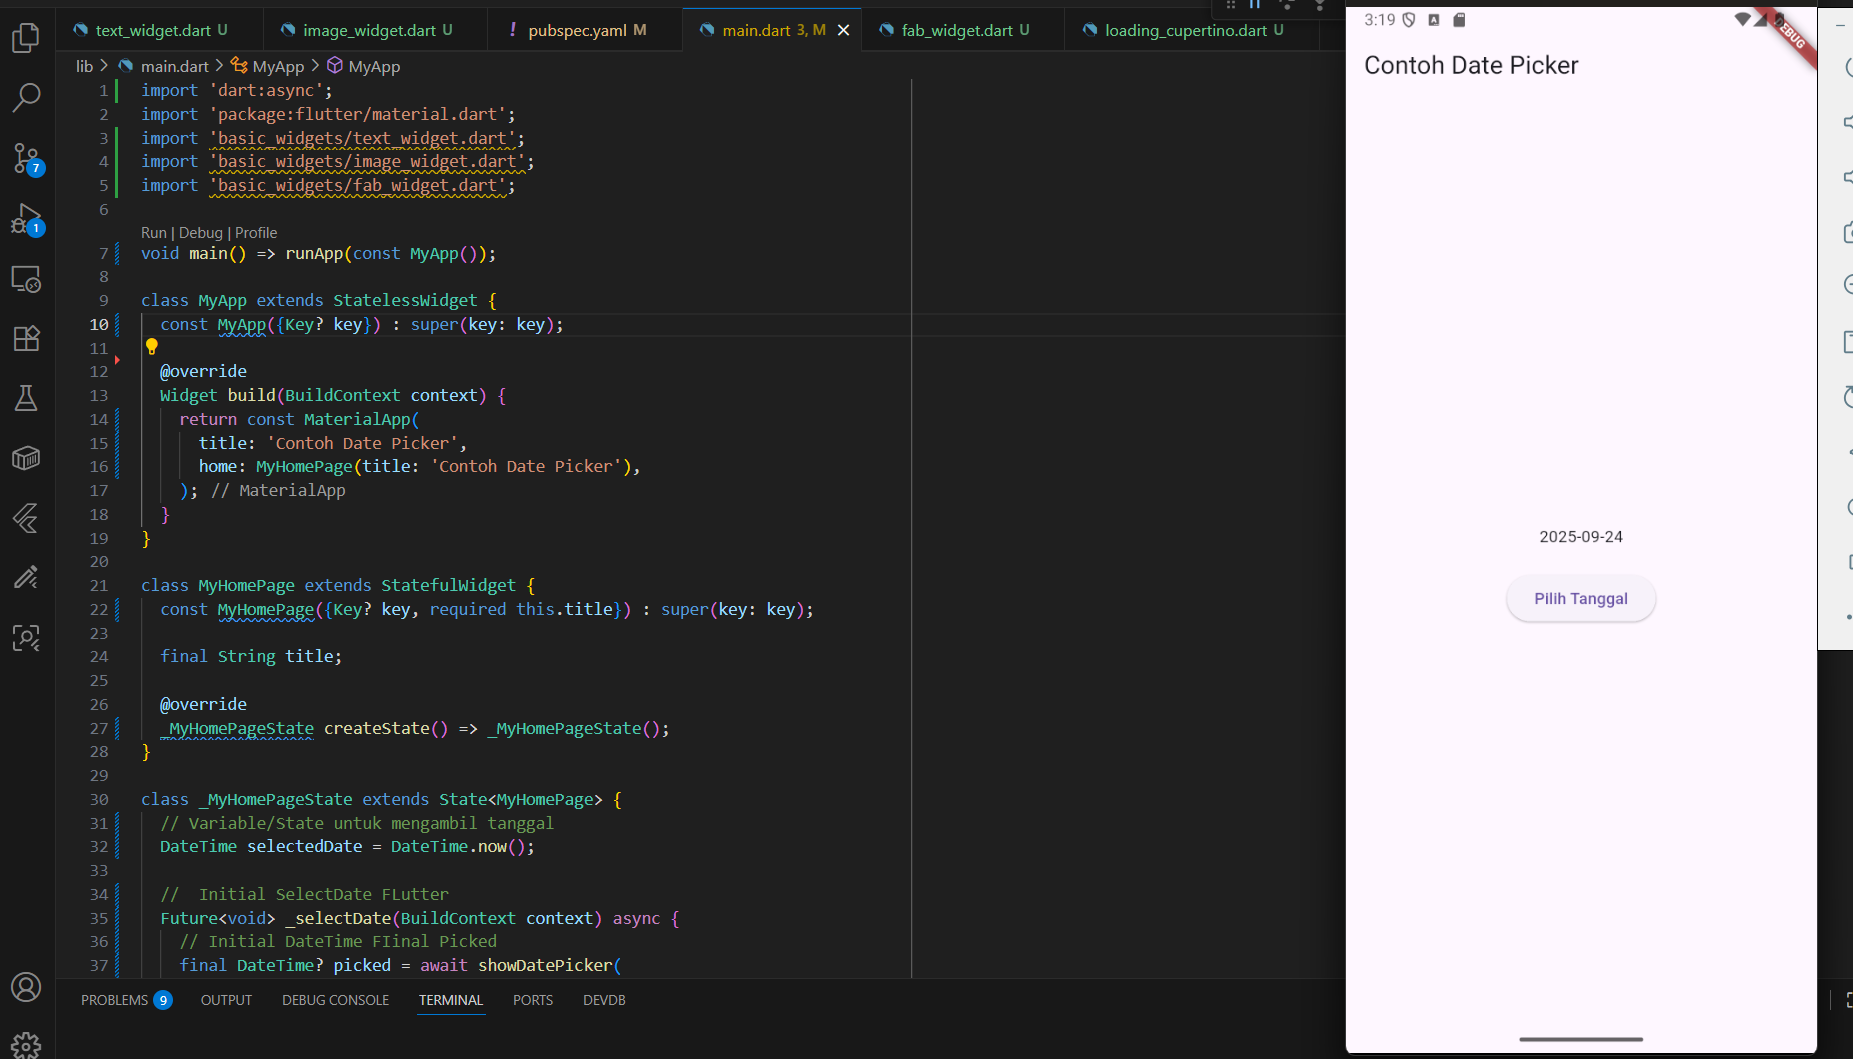 text_widget.dart U
image_widget.dart U
! pubspec.yaml M
main.dart 3, M
fab_widget.dart U
loading_cupertino.dart U
lib > main.dart > MyApp > MyApp
1 import 'dart:async';
2 import 'package:flutter/material.dart';
3 import 'basic_widgets/text_widget.dart';
4 import 'basic_widgets/image_widget.dart';
5 import 'basic_widgets/fab_widget.dart';
6
Run | Debug | Profile
7 void main() => runApp(const MyApp());
8
9 class MyApp extends StatelessWidget {
10 const MyApp({Key? key}) : super(key: key);
11
12 @override
13 Widget build(BuildContext context) {
14 return const MaterialApp(
15 title: 'Contoh Date Picker',
16 home: MyHomePage(title: 'Contoh Date Picker'),
17 ); // MaterialApp
18 }
19 }
20
21 class MyHomePage extends StatefulWidget {
22 const MyHomePage({Key? key, required this.title}) : super(key: key);
23
24 final String title;
25
26 @override
27 _MyHomePageState createState() => _MyHomePageState();
28 }
29
30 class _MyHomePageState extends State<MyHomePage> {
31 // Variable/State untuk mengambil tanggal
32 DateTime selectedDate = DateTime.now();
33
34 //  Initial SelectDate FLutter
35 Future<void> _selectDate(BuildContext context) async {
36 // Initial DateTime FIinal Picked
37 final DateTime? picked = await showDatePicker(
7
1
PROBLEMS 9
OUTPUT
DEBUG CONSOLE
TERMINAL
PORTS
DEVDB
3:19
DEBUG
Contoh Date Picker
2025-09-24
Pilih Tanggal